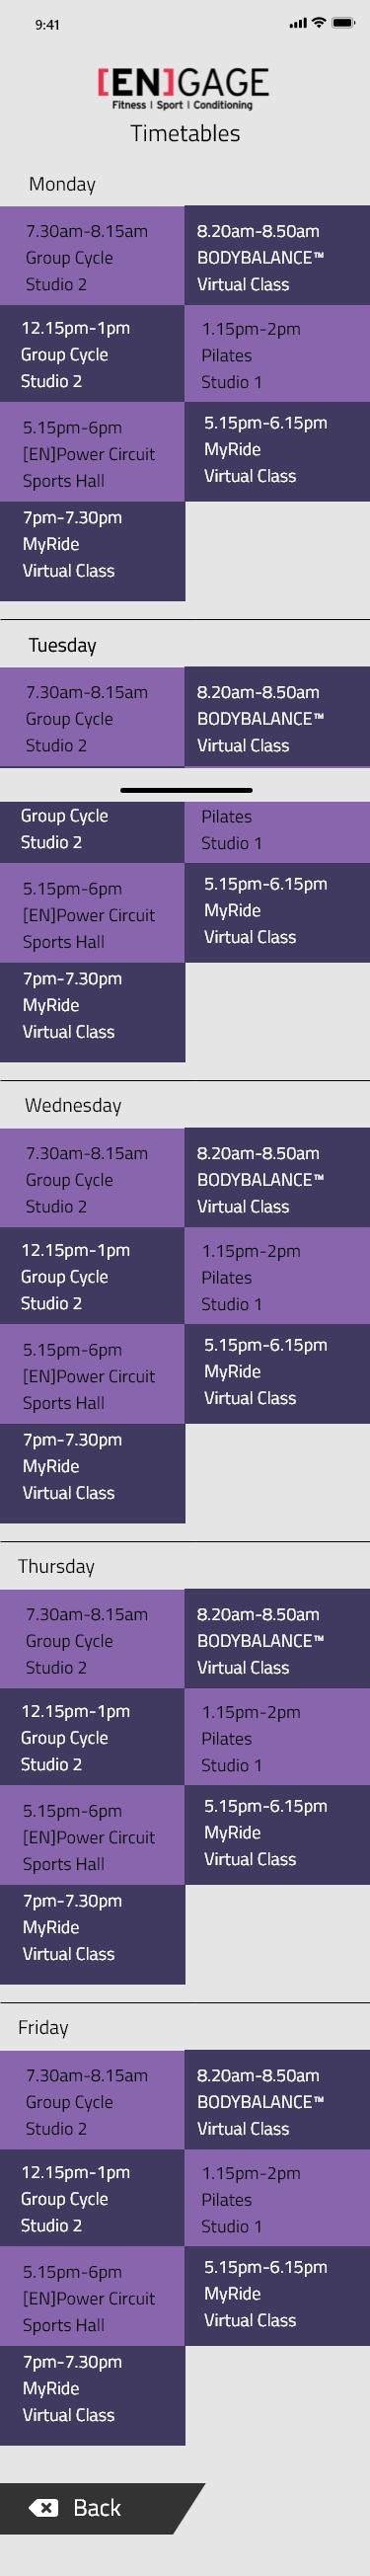 9:41
[EN]GAGE
Fitness | Sport | Conditioning
Timetables
Monday
7.30am-8.15am
Group Cycle
Studio 2
8.20am-8.50am
BODYBALANCE™
Virtual Class
12.15pm-1pm
Group Cycle
Studio 2
1.15pm-2pm
Pilates
Studio 1
5.15pm-6pm
[EN]Power Circuit
Sports Hall
5.15pm-6.15pm
MyRide
Virtual Class
7pm-7.30pm
MyRide
Virtual Class
Tuesday
7.30am-8.15am
Group Cycle
Studio 2
8.20am-8.50am
BODYBALANCE™
Virtual Class
Group Cycle
Studio 2
Pilates
Studio 1
5.15pm-6pm
[EN]Power Circuit
Sports Hall
5.15pm-6.15pm
MyRide
Virtual Class
7pm-7.30pm
MyRide
Virtual Class
Wednesday
7.30am-8.15am
Group Cycle
Studio 2
8.20am-8.50am
BODYBALANCE™
Virtual Class
12.15pm-1pm
Group Cycle
Studio 2
1.15pm-2pm
Pilates
Studio 1
5.15pm-6pm
[EN]Power Circuit
Sports Hall
5.15pm-6.15pm
MyRide
Virtual Class
7pm-7.30pm
MyRide
Virtual Class
Thursday
7.30am-8.15am
Group Cycle
Studio 2
8.20am-8.50am
BODYBALANCE™
Virtual Class
12.15pm-1pm
Group Cycle
Studio 2
1.15pm-2pm
Pilates
Studio 1
5.15pm-6pm
[EN]Power Circuit
Sports Hall
5.15pm-6.15pm
MyRide
Virtual Class
7pm-7.30pm
MyRide
Virtual Class
Friday
7.30am-8.15am
Group Cycle
Studio 2
8.20am-8.50am
BODYBALANCE™
Virtual Class
12.15pm-1pm
Group Cycle
Studio 2
1.15pm-2pm
Pilates
Studio 1
5.15pm-6pm
[EN]Power Circuit
Sports Hall
5.15pm-6.15pm
MyRide
Virtual Class
7pm-7.30pm
MyRide
Virtual Class
Back